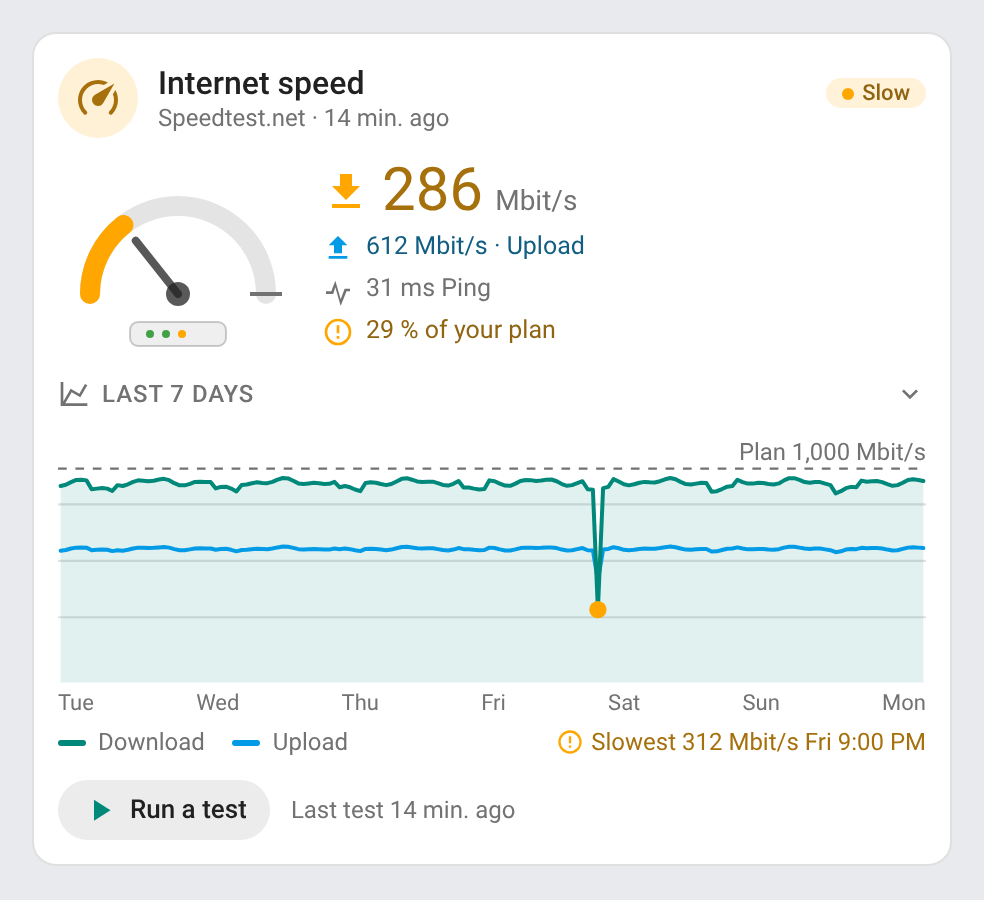 Internet speed
Speedtest.net · 14 min. ago
Slow
286 Mbit/s
612 Mbit/s · Upload
31 ms Ping
29 % of your plan
LAST 7 DAYS
Plan 1,000 Mbit/s
Tue Wed Thu Fri Sat Sun Mon
Download Upload
Slowest 312 Mbit/s Fri 9:00 PM
Run a test
Last test 14 min. ago